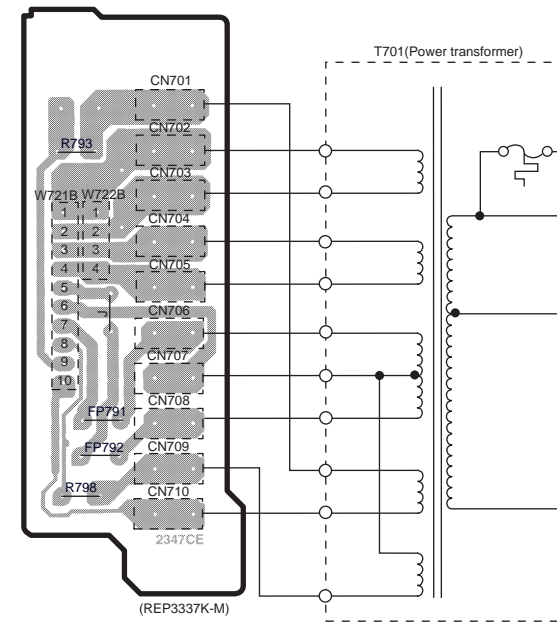 T701(Power transformer)
CN701
CN702
R793
CN703
W721B W722B
1 1
2 2
3 3
4 4
5
6
7
8
9
10
CN704
CN705
J
CN706
CN707
CN708
FP791
CN709
FP792
CN710
R798
2347CE
(REP3337K-M)